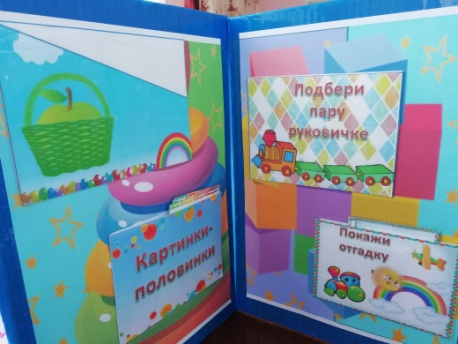 Картинки-
половинки
Подбери
пару
руковичке
Покажи
отгадку